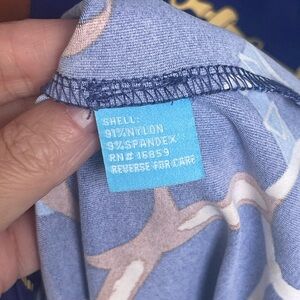 SHELL:
91%NYLON
9%SPANDEX
RN# 16859
REVERSE FOR CARE